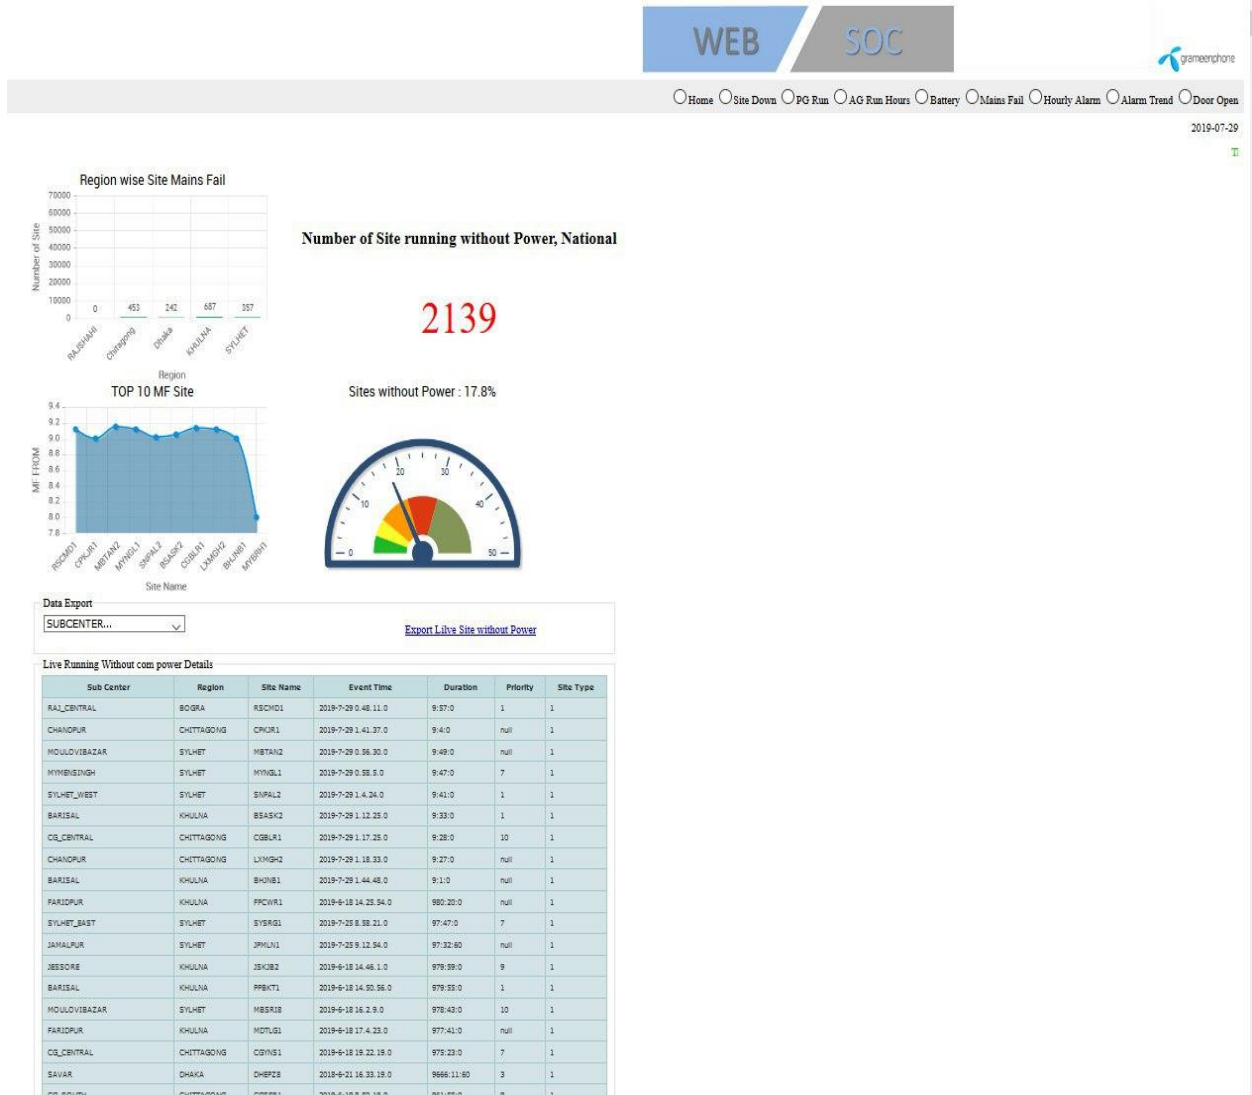 WEB SOC
grameenphone
Home Site Down PG Run AG Run Hours Battery Mains Fail Hourly Alarm Alarm Trend Door Open
2019-07-29
Region wise Site Mains Fail
Number of Site
70000
60000
50000
40000
30000
20000
10000
0
0 453 242 687 357
RAJSHAHI Chittagong Dhaka KHULNA SYLHET
Region
Number of Site running without Power, National
2139
TOP 10 MF Site
MF FROM
9.4
9.2
9.0
8.8
8.6
8.4
8.2
8.0
7.8
RSCMD1 CPKJR1 MBTAN2 MYNGL1 SNPAL2 BSASK2 CGBLR1 LXMGH2 BHJNB1 MYBRH1
Site Name
Sites without Power : 17.8%
0 10 20 30 40 50
Data Export
SUBCENTER...
Export Lilve Site without Power
Live Running Without com power Details
Sub Center Region Site Name Event Time Duration Priority Site Type
RAJ_CENTRAL BOGRA RSCMD1 2019-7-29 0.48.11.0 9:57:0 1 1
CHANDPUR CHITTAGONG CPKJR1 2019-7-29 1.41.37.0 9:4:0 null 1
MOULOVIBAZAR SYLHET MBTAN2 2019-7-29 0.56.30.0 9:49:0 null 1
MYMENSINGH SYLHET MYNGL1 2019-7-29 0.58.5.0 9:47:0 7 1
SYLHET_WEST SYLHET SNPAL2 2019-7-29 1.4.24.0 9:41:0 1 1
BARISAL KHULNA BSASK2 2019-7-29 1.12.25.0 9:33:0 1 1
CG_CENTRAL CHITTAGONG CGBLR1 2019-7-29 1.17.25.0 9:28:0 10 1
CHANDPUR CHITTAGONG LXMGH2 2019-7-29 1.18.33.0 9:27:0 null 1
BARISAL KHULNA BHJNB1 2019-7-29 1.44.48.0 9:1:0 null 1
FARIDPUR KHULNA FPCWR1 2019-6-18 14.25.54.0 980:20:0 null 1
SYLHET_EAST SYLHET SYSRG1 2019-7-25 8.58.21.0 97:47:0 7 1
JAMALPUR SYLHET JPMLN1 2019-7-25 9.12.54.0 97:32:60 null 1
JESSORE KHULNA JSKJB2 2019-6-18 14.46.1.0 979:59:0 9 1
BARISAL KHULNA PPBKT1 2019-6-18 14.50.56.0 979:55:0 1 1
MOULOVIBAZAR SYLHET MBSRI8 2019-6-18 16.2.9.0 978:43:0 10 1
FARIDPUR KHULNA MDTLG1 2019-6-18 17.4.23.0 977:41:0 null 1
CG_CENTRAL CHITTAGONG CGYNS1 2019-6-18 19.22.19.0 975:23:0 7 1
SAVAR DHAKA DHEPZ8 2018-6-21 16.33.19.0 9666:11:60 3 1